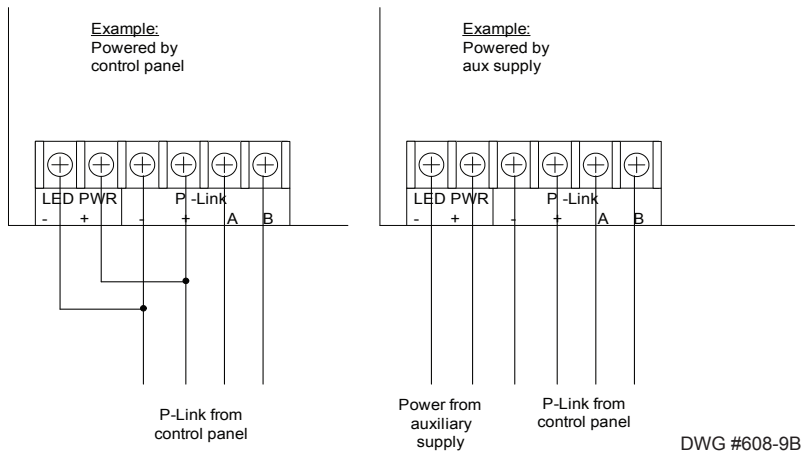 Example:
Powered by
control panel
LED PWR P -Link
- + - + A B
P-Link from
control panel
Example:
Powered by
aux supply
LED PWR P -Link
- + - + A B
Power from
auxiliary
supply
P-Link from
control panel
DWG #608-9B